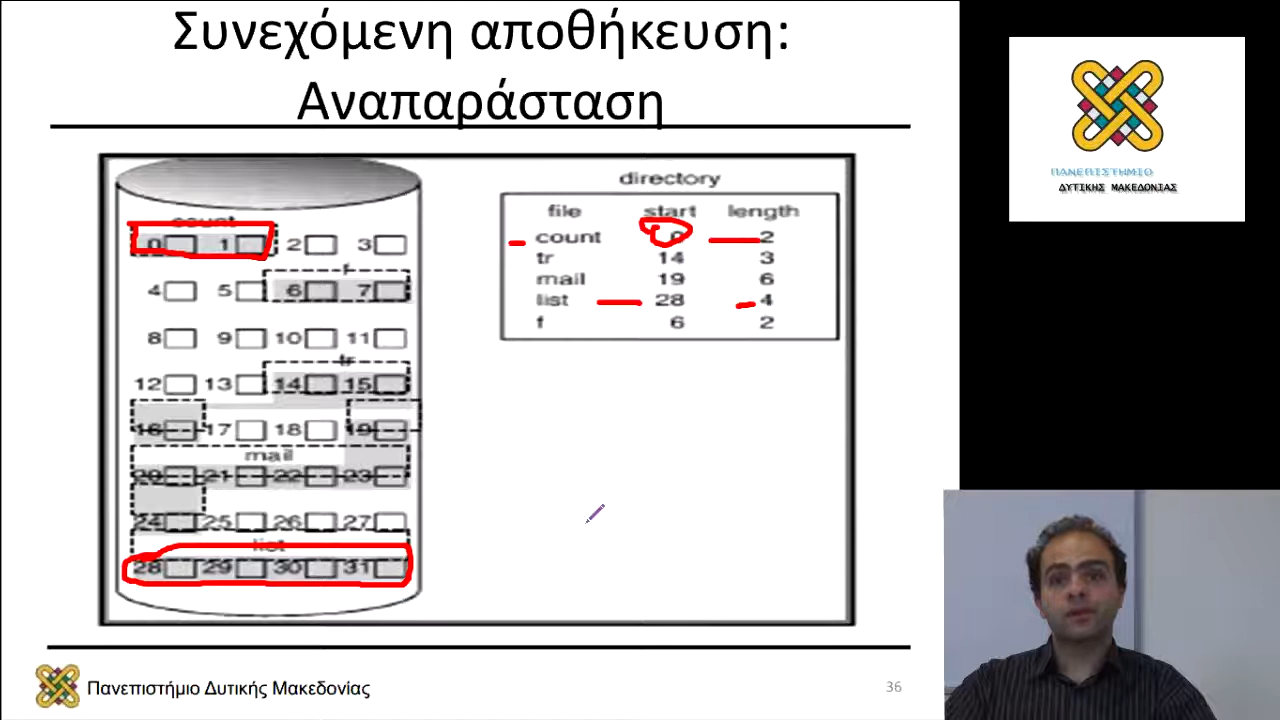 Συνεχόμενη αποθήκευση:
Αναπαράσταση
ΠΑΝΕΠΙΣΤΗΜΙΟ
ΔΥΤΙΚΗΣ ΜΑΚΕΔΟΝΙΑΣ
count
0 1 2 3
f
4 5 6 7
8 9 10 11
tr
12 13 14 15
16 17 18 19
mail
20 21 22 23
24 25 26 27
list
28 29 30 31
directory
file start length
count 0 2
tr 14 3
mail 19 6
list 28 4
f 6 2
Πανεπιστήμιο Δυτικής Μακεδονίας
36